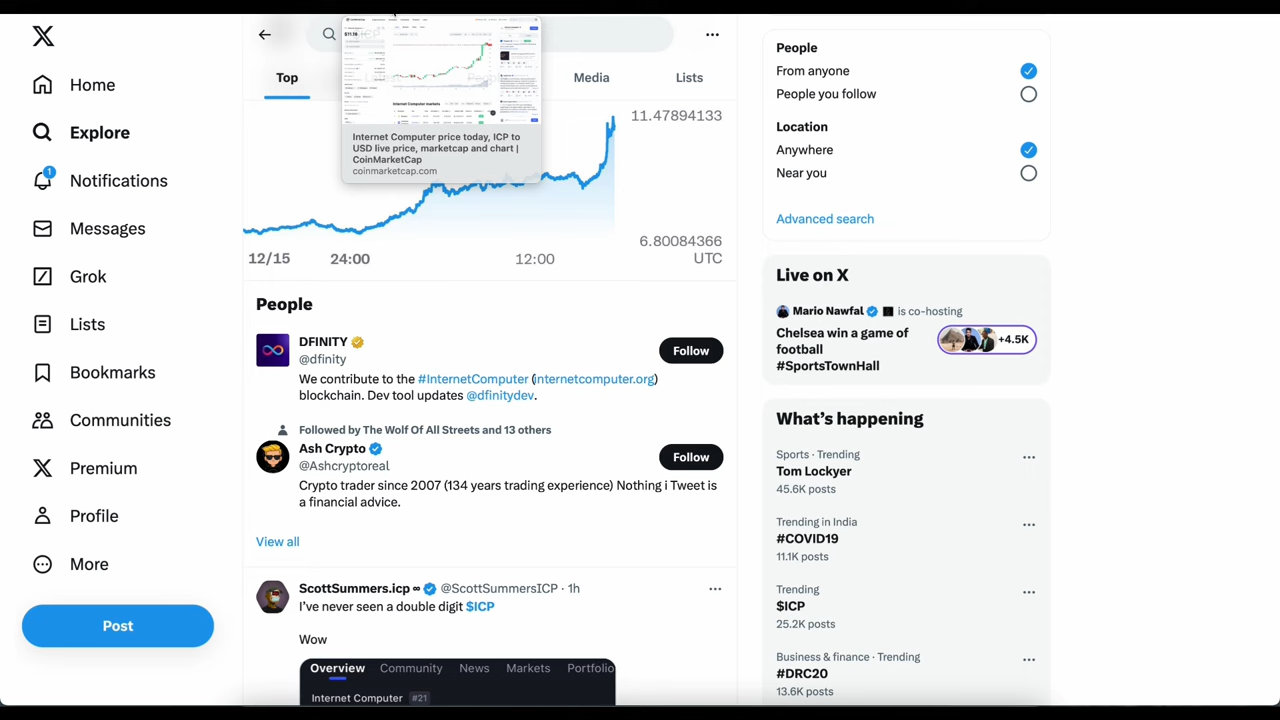 Home
Explore
1
Notifications
Messages
Grok
Lists
Bookmarks
Communities
Premium
Profile
More
Post
Top
Media
Lists
Internet Computer markets
Internet Computer price today, ICP to
USD live price, marketcap and chart |
CoinMarketCap
coinmarketcap.com
11.47894133
6.80084366
12/15
24:00
12:00
UTC
People
DFINITY
@dfinity
Follow
We contribute to the #InternetComputer (internetcomputer.org)
blockchain. Dev tool updates @dfinitydev.
Followed by The Wolf Of All Streets and 13 others
Ash Crypto
@Ashcryptoreal
Follow
Crypto trader since 2007 (134 years trading experience) Nothing i Tweet is
a financial advice.
View all
ScottSummers.icp ∞ @ScottSummersICP · 1h
I've never seen a double digit $ICP
Wow
Overview Community News Markets Portfolio
Internet Computer #21
People
From anyone
People you follow
Location
Anywhere
Near you
Advanced search
Live on X
Mario Nawfal is co-hosting
Chelsea win a game of
football
#SportsTownHall
+4.5K
What's happening
Sports · Trending
Tom Lockyer
45.6K posts
Trending in India
#COVID19
11.1K posts
Trending
$ICP
25.2K posts
Business & finance · Trending
#DRC20
13.6K posts